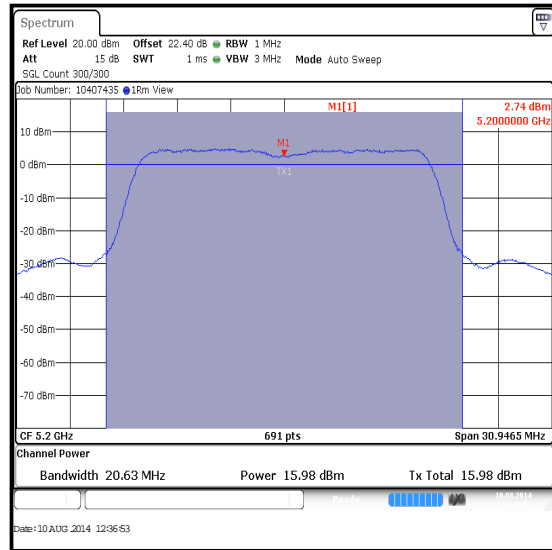 Spectrum
Ref Level 20.00 dBm Offset 22.40 dB RBW 1 MHz
Att 15 dB SWT 1 ms VBW 3 MHz Mode Auto Sweep
SGL Count 300/300
Job Number: 10407435 1Rm View
M1[1] 2.74 dBm
5.2000000 GHz
10 dBm
M1
0 dBm
TX1
-10 dBm
-20 dBm
-30 dBm
-40 dBm
-50 dBm
-60 dBm
-70 dBm
CF 5.2 GHz 691 pts Span 30.9465 MHz
Channel Power
Bandwidth 20.63 MHz Power 15.98 dBm Tx Total 15.98 dBm
Ready 10.08.2014
Date: 10 AUG 2014 12:36:53